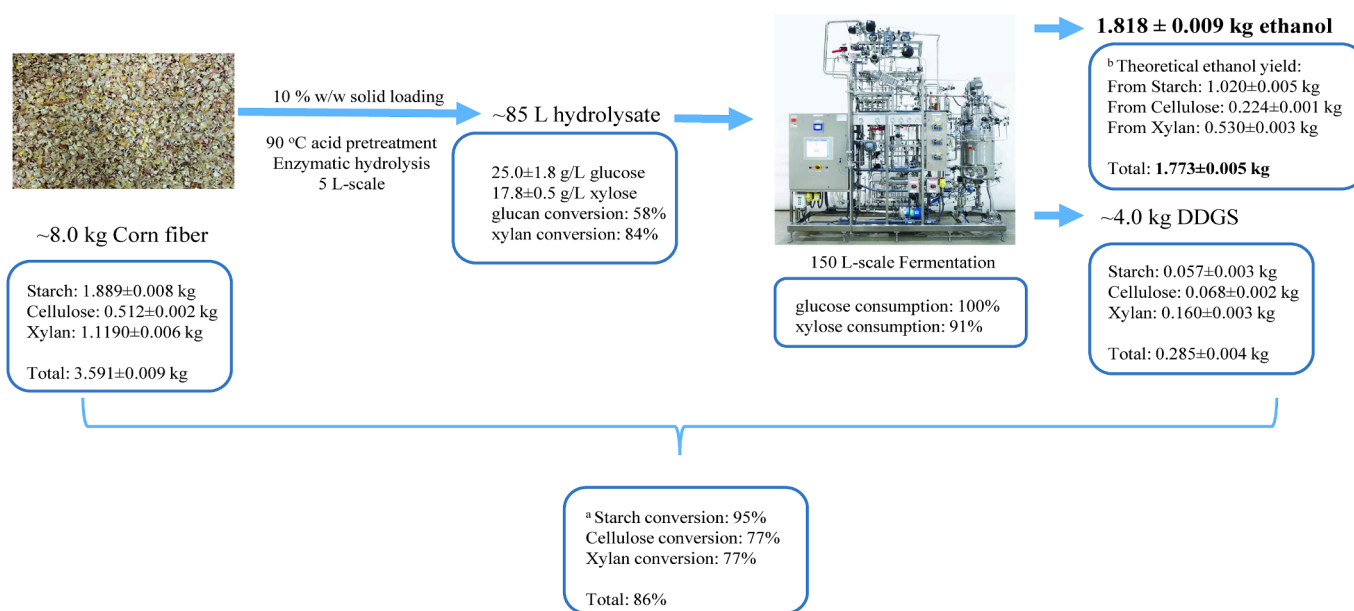 10 % w/w solid loading
90 °C acid pretreatment
Enzymatic hydrolysis
5 L-scale
~8.0 kg Corn fiber
Starch: 1.889±0.008 kg
Cellulose: 0.512±0.002 kg
Xylan: 1.1190±0.006 kg
Total: 3.591±0.009 kg
~85 L hydrolysate
25.0±1.8 g/L glucose
17.8±0.5 g/L xylose
glucan conversion: 58%
xylan conversion: 84%
150 L-scale Fermentation
glucose consumption: 100%
xylose consumption: 91%
1.818 ± 0.009 kg ethanol
ᵇ Theoretical ethanol yield:
From Starch: 1.020±0.005 kg
From Cellulose: 0.224±0.001 kg
From Xylan: 0.530±0.003 kg
Total: 1.773±0.005 kg
~4.0 kg DDGS
Starch: 0.057±0.003 kg
Cellulose: 0.068±0.002 kg
Xylan: 0.160±0.003 kg
Total: 0.285±0.004 kg
ᵃ Starch conversion: 95%
Cellulose conversion: 77%
Xylan conversion: 77%
Total: 86%